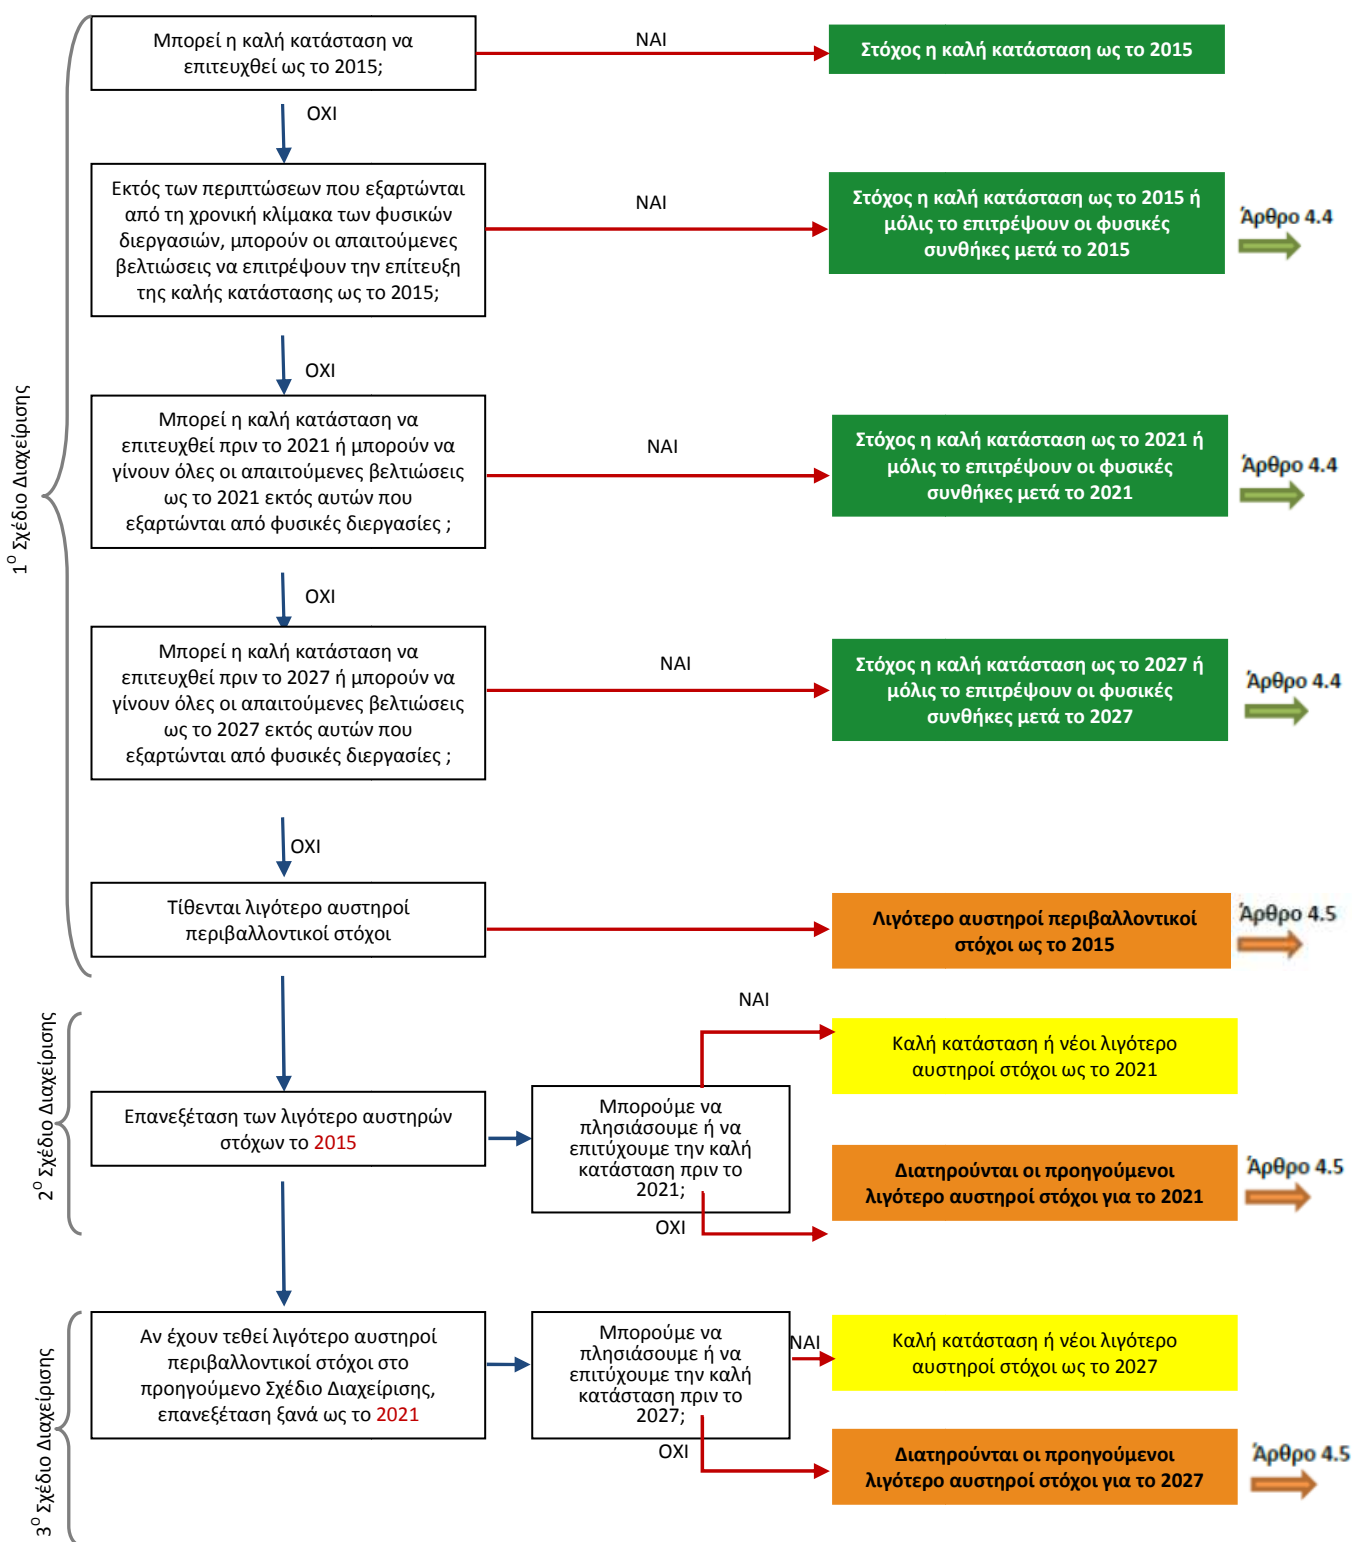 Μπορεί η καλή κατάσταση να
επιτευχθεί ως το 2015;
ΝΑΙ
Στόχος η καλή κατάσταση ως το 2015
ΟΧΙ
Εκτός των περιπτώσεων που εξαρτώνται
από τη χρονική κλίμακα των φυσικών
διεργασιών, μπορούν οι απαιτούμενες
βελτιώσεις να επιτρέψουν την επίτευξη
της καλής κατάστασης ως το 2015;
ΝΑΙ
Στόχος η καλή κατάσταση ως το 2015 ή
μόλις το επιτρέψουν οι φυσικές
συνθήκες μετά το 2015
Άρθρο 4.4
ΟΧΙ
1Ο Σχέδιο Διαχείρισης
Μπορεί η καλή κατάσταση να
επιτευχθεί πριν το 2021 ή μπορούν να
γίνουν όλες οι απαιτούμενες βελτιώσεις
ως το 2021 εκτός αυτών που
εξαρτώνται από φυσικές διεργασίες ;
ΝΑΙ
Στόχος η καλή κατάσταση ως το 2021 ή
μόλις το επιτρέψουν οι φυσικές
συνθήκες μετά το 2021
Άρθρο 4.4
ΟΧΙ
Μπορεί η καλή κατάσταση να
επιτευχθεί πριν το 2027 ή μπορούν να
γίνουν όλες οι απαιτούμενες βελτιώσεις
ως το 2027 εκτός αυτών που
εξαρτώνται από φυσικές διεργασίες ;
ΝΑΙ
Στόχος η καλή κατάσταση ως το 2027 ή
μόλις το επιτρέψουν οι φυσικές
συνθήκες μετά το 2027
Άρθρο 4.4
ΟΧΙ
Τίθενται λιγότερο αυστηροί
περιβαλλοντικοί στόχοι
Λιγότερο αυστηροί περιβαλλοντικοί
στόχοι ως το 2015
Άρθρο 4.5
2Ο Σχέδιο Διαχείρισης
Επανεξέταση των λιγότερο αυστηρών
στόχων το 2015
Μπορούμε να
πλησιάσουμε ή να
επιτύχουμε την καλή
κατάσταση πριν το
2021;
ΝΑΙ
Καλή κατάσταση ή νέοι λιγότερο
αυστηροί στόχοι ως το 2021
ΟΧΙ
Διατηρούνται οι προηγούμενοι
λιγότερο αυστηροί στόχοι για το 2021
Άρθρο 4.5
3Ο Σχέδιο Διαχείρισης
Αν έχουν τεθεί λιγότερο αυστηροί
περιβαλλοντικοί στόχοι στο
προηγούμενο Σχέδιο Διαχείρισης,
επανεξέταση ξανά ως το 2021
Μπορούμε να
πλησιάσουμε ή να
επιτύχουμε την καλή
κατάσταση πριν το
2027;
ΝΑΙ
Καλή κατάσταση ή νέοι λιγότερο
αυστηροί στόχοι ως το 2027
ΟΧΙ
Διατηρούνται οι προηγούμενοι
λιγότερο αυστηροί στόχοι για το 2027
Άρθρο 4.5